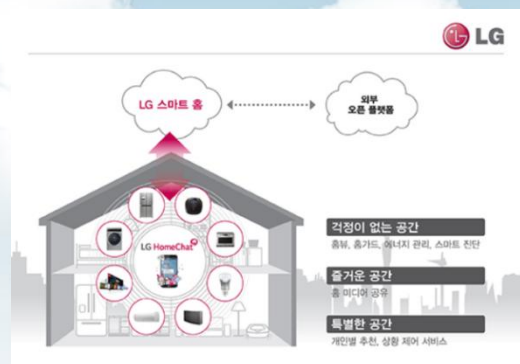 LG
LG 스마트 홈
외부
오픈 플랫폼
LG HomeChat
걱정이 없는 공간
홈뷰, 홈가드, 에너지 관리, 스마트 진단
즐거운 공간
홈 미디어 공유
특별한 공간
개인별 추천, 상황 제어 서비스